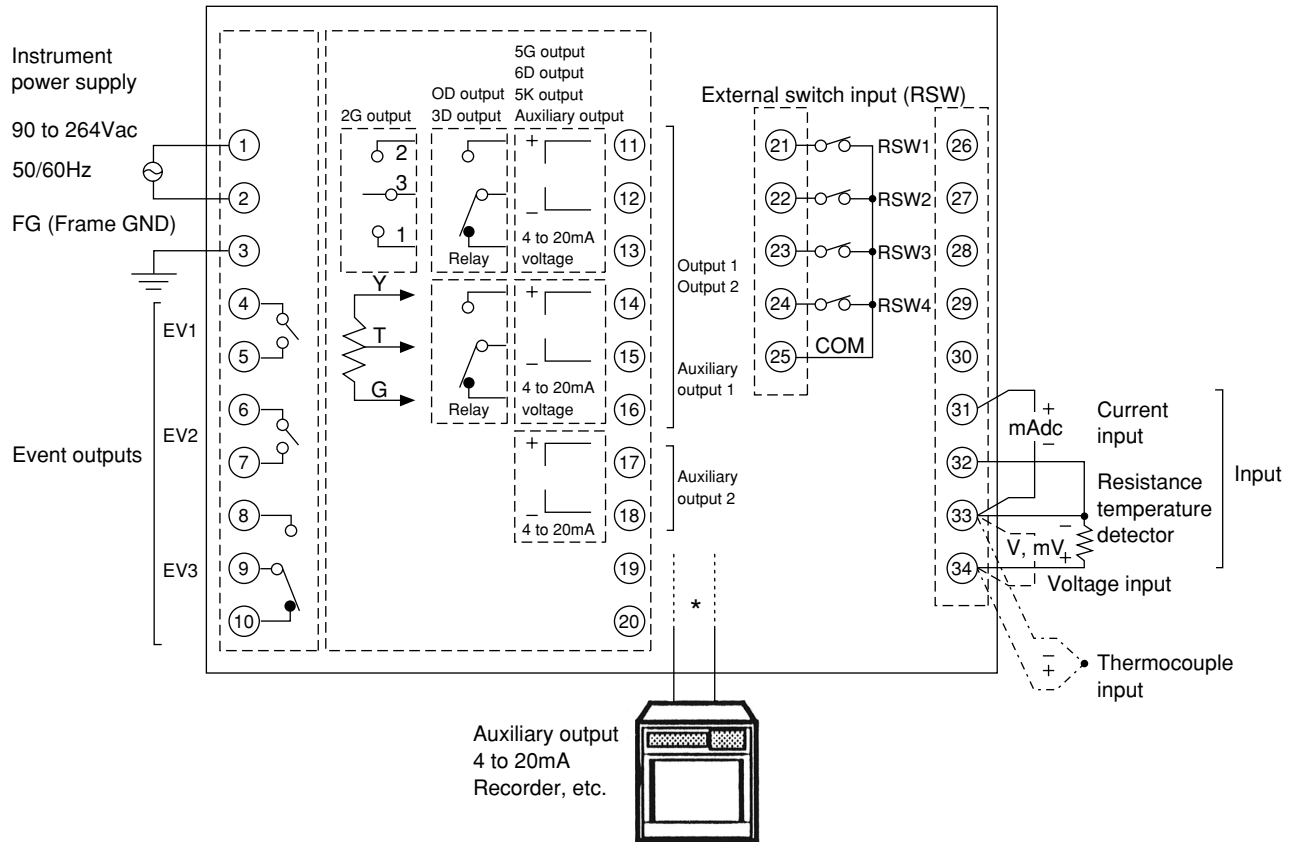 Instrument
power supply
90 to 264Vac
50/60Hz
FG (Frame GND)
Event outputs
EV1
EV2
EV3
1
2
3
4
5
6
7
8
9
10
2G output
2
3
1
Y
T
G
OD output
3D output
Relay
Relay
5G output
6D output
5K output
Auxiliary output
+
−
4 to 20mA
voltage
+
−
4 to 20mA
voltage
+
−
4 to 20mA
11
12
13
14
15
16
17
18
19
20
Output 1
Output 2
Auxiliary
output 1
Auxiliary
output 2
*
External switch input (RSW)
21
22
23
24
25
RSW1
RSW2
RSW3
RSW4
COM
26
27
28
29
30
31
32
33
34
+
mAdc
−
Current
input
Resistance
temperature
detector
−
V, mV
+
Voltage input
Input
−
+
Thermocouple
input
Auxiliary output
4 to 20mA
Recorder, etc.